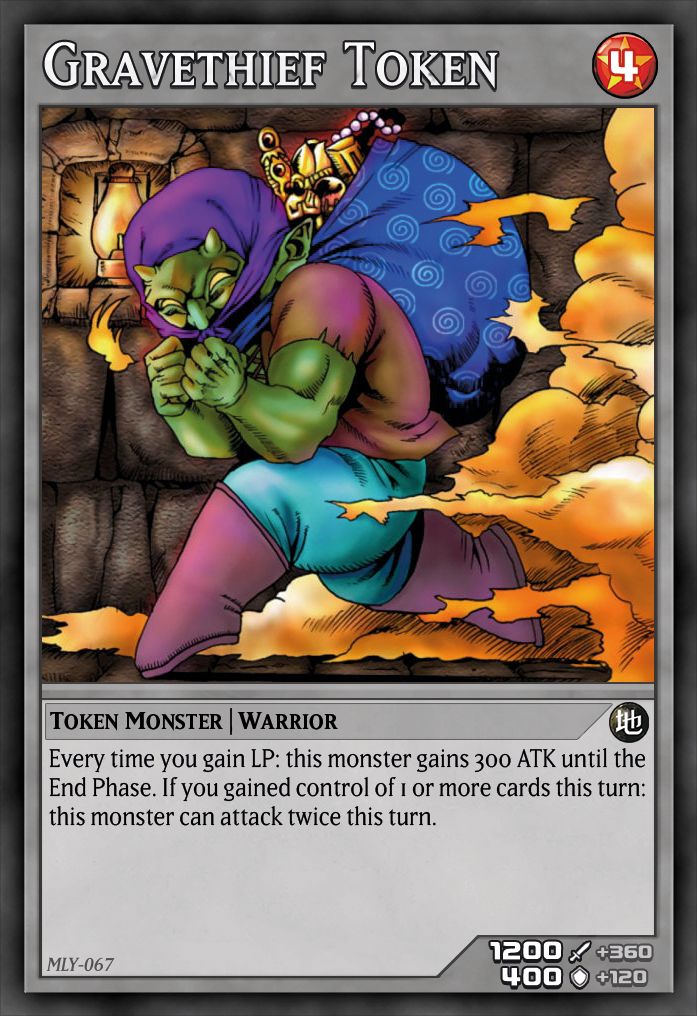 Gravethief Token
4
Token Monster | Warrior
Every time you gain LP: this monster gains 300 ATK until the
End Phase. If you gained control of 1 or more cards this turn:
this monster can attack twice this turn.
1200 +360
MLY-067
400 +120